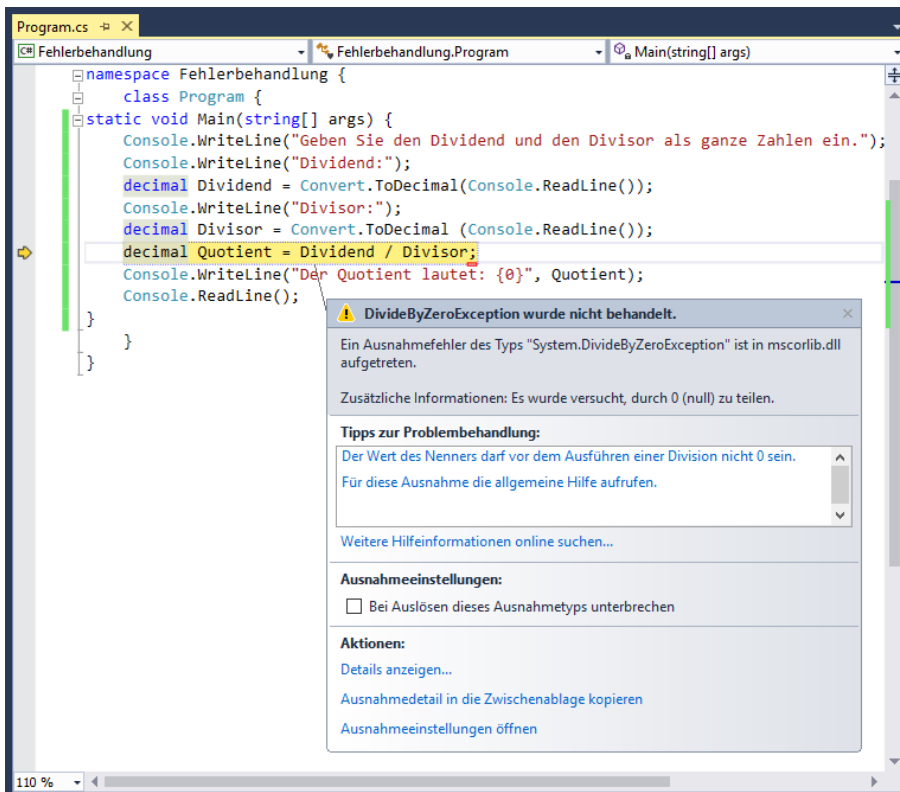 Program.cs
C# Fehlerbehandlung Fehlerbehandlung.Program Main(string[] args)
namespace Fehlerbehandlung {
class Program {
static void Main(string[] args) {
Console.WriteLine("Geben Sie den Dividend und den Divisor als ganze Zahlen ein.");
Console.WriteLine("Dividend:");
decimal Dividend = Convert.ToDecimal(Console.ReadLine());
Console.WriteLine("Divisor:");
decimal Divisor = Convert.ToDecimal (Console.ReadLine());
decimal Quotient = Dividend / Divisor;
Console.WriteLine("Der Quotient lautet: {0}", Quotient);
Console.ReadLine();
}
}
}
DivideByZeroException wurde nicht behandelt.
Ein Ausnahmefehler des Typs "System.DivideByZeroException" ist in mscorlib.dll
aufgetreten.
Zusätzliche Informationen: Es wurde versucht, durch 0 (null) zu teilen.
Tipps zur Problembehandlung:
Der Wert des Nenners darf vor dem Ausführen einer Division nicht 0 sein.
Für diese Ausnahme die allgemeine Hilfe aufrufen.
Weitere Hilfeinformationen online suchen...
Ausnahmeeinstellungen:
Bei Auslösen dieses Ausnahmetyps unterbrechen
Aktionen:
Details anzeigen...
Ausnahmedetail in die Zwischenablage kopieren
Ausnahmeeinstellungen öffnen
110 %